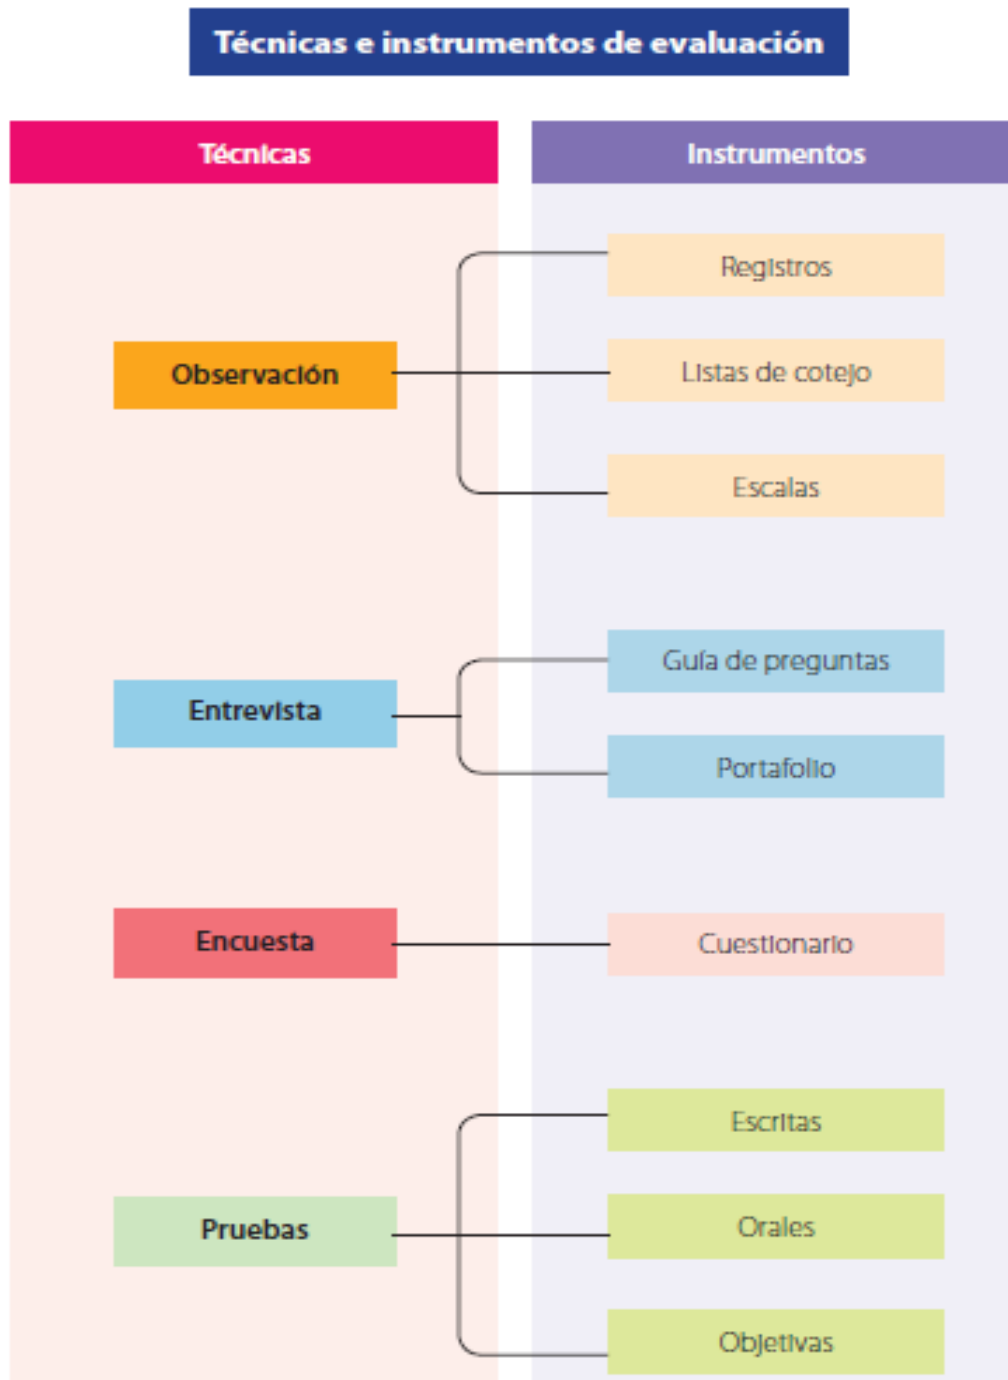 Técnicas e instrumentos de evaluación
Técnicas
Instrumentos
Observación
Registros
Listas de cotejo
Escalas
Entrevista
Guía de preguntas
Portafolio
Encuesta
Cuestionario
Pruebas
Escritas
Orales
Objetivas